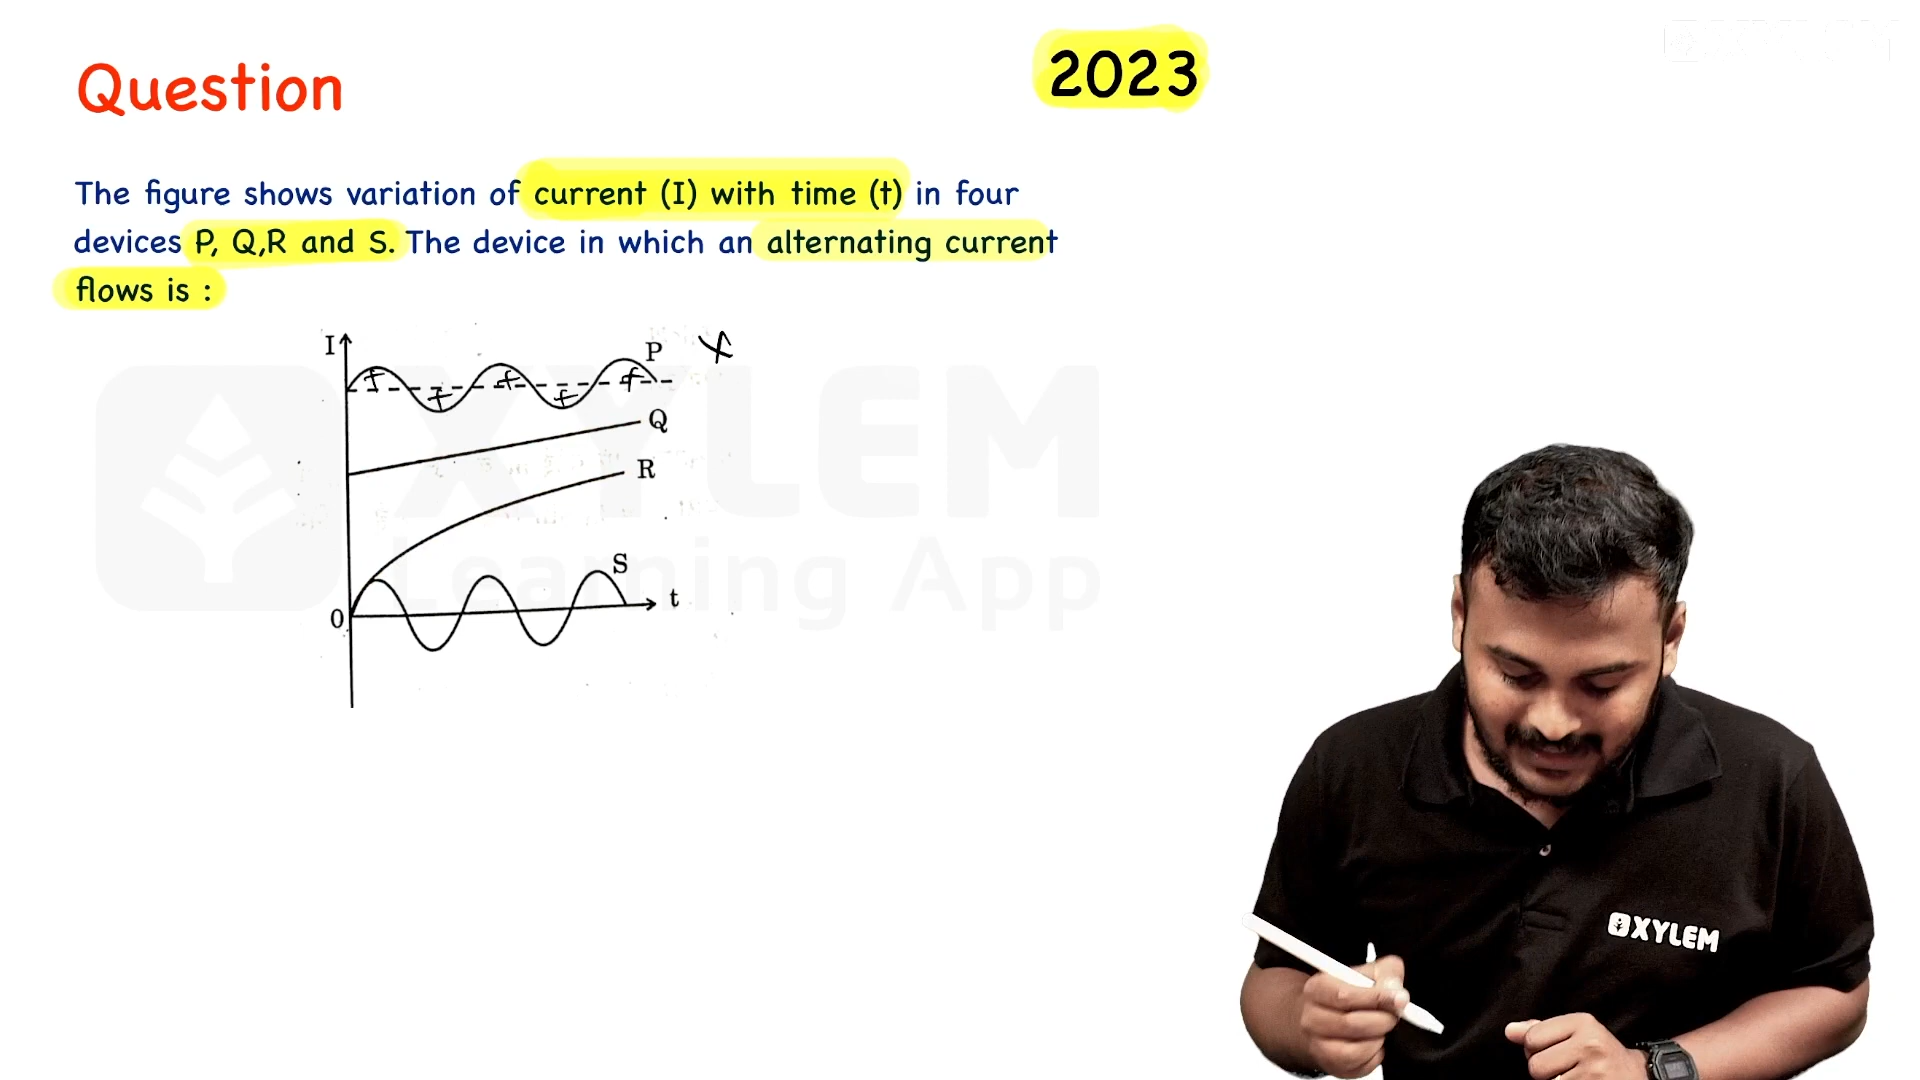 Question
2023
The figure shows variation of current (I) with time (t) in four
devices P, Q,R and S. The device in which an alternating current
flows is :
I
P
Q
R
S
t
0
XYLEM
Learning App
XYLEM